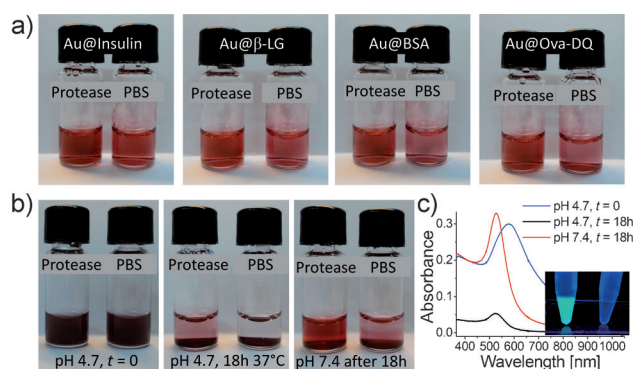 a)
Au@Insulin
Protease PBS
Au@β-LG
Protease PBS
Au@BSA
Protease PBS
Au@Ova-DQ
Protease PBS
b)
Protease PBS
pH 4.7, t = 0
Protease PBS
pH 4.7, 18h 37°C
Protease PBS
pH 7.4 after 18h
c)
pH 4.7, t = 0
pH 4.7, t = 18h
pH 7.4, t = 18h
Absorbance
0.4
0.3
0.2
0.1
0.0
400 500 600 700 800 900 1000
Wavelength [nm]